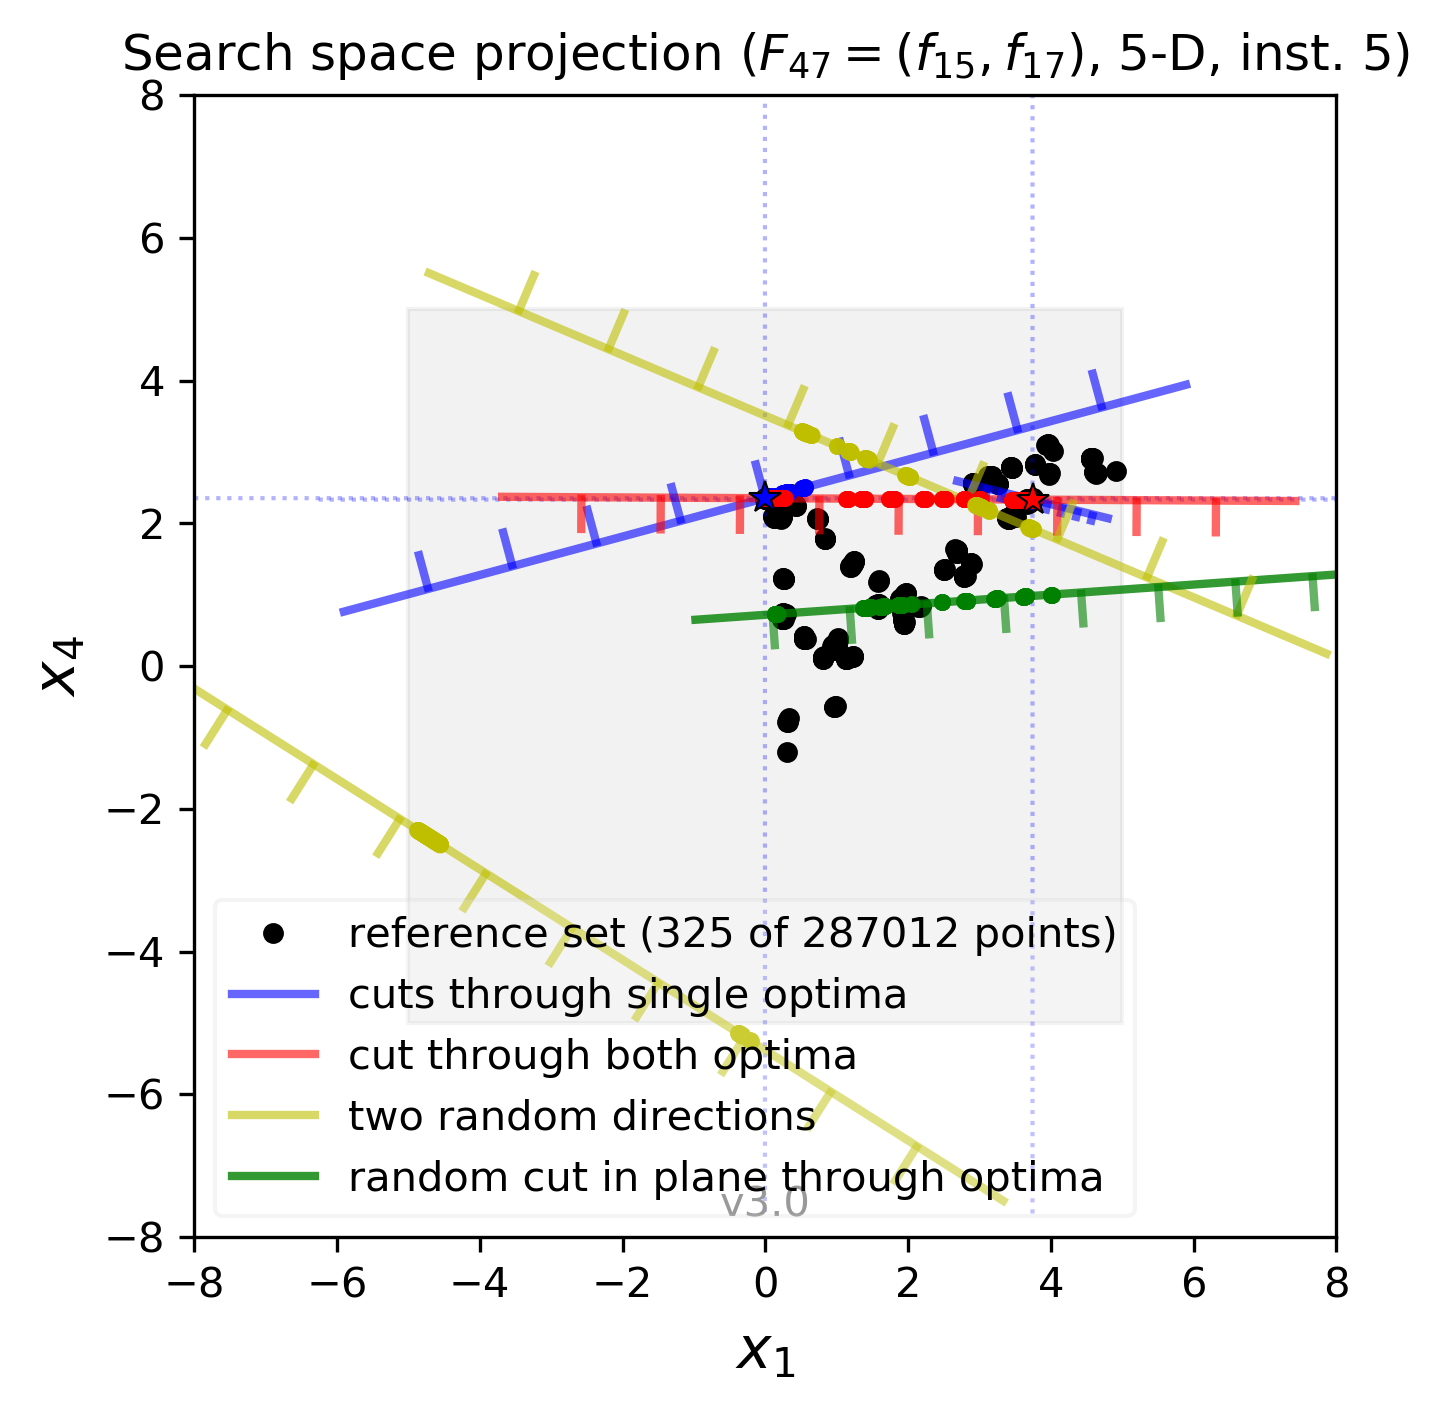 Search space projection (F₄₇ = (f₁₅, f₁₇), 5-D, inst. 5)
8
6
4
2
0
−2
−4
−6
−8
x₄
reference set (325 of 287012 points)
cuts through single optima
cut through both optima
two random directions
random cut in plane through optima
v3.0
−8 −6 −4 −2 0 2 4 6 8
x₁